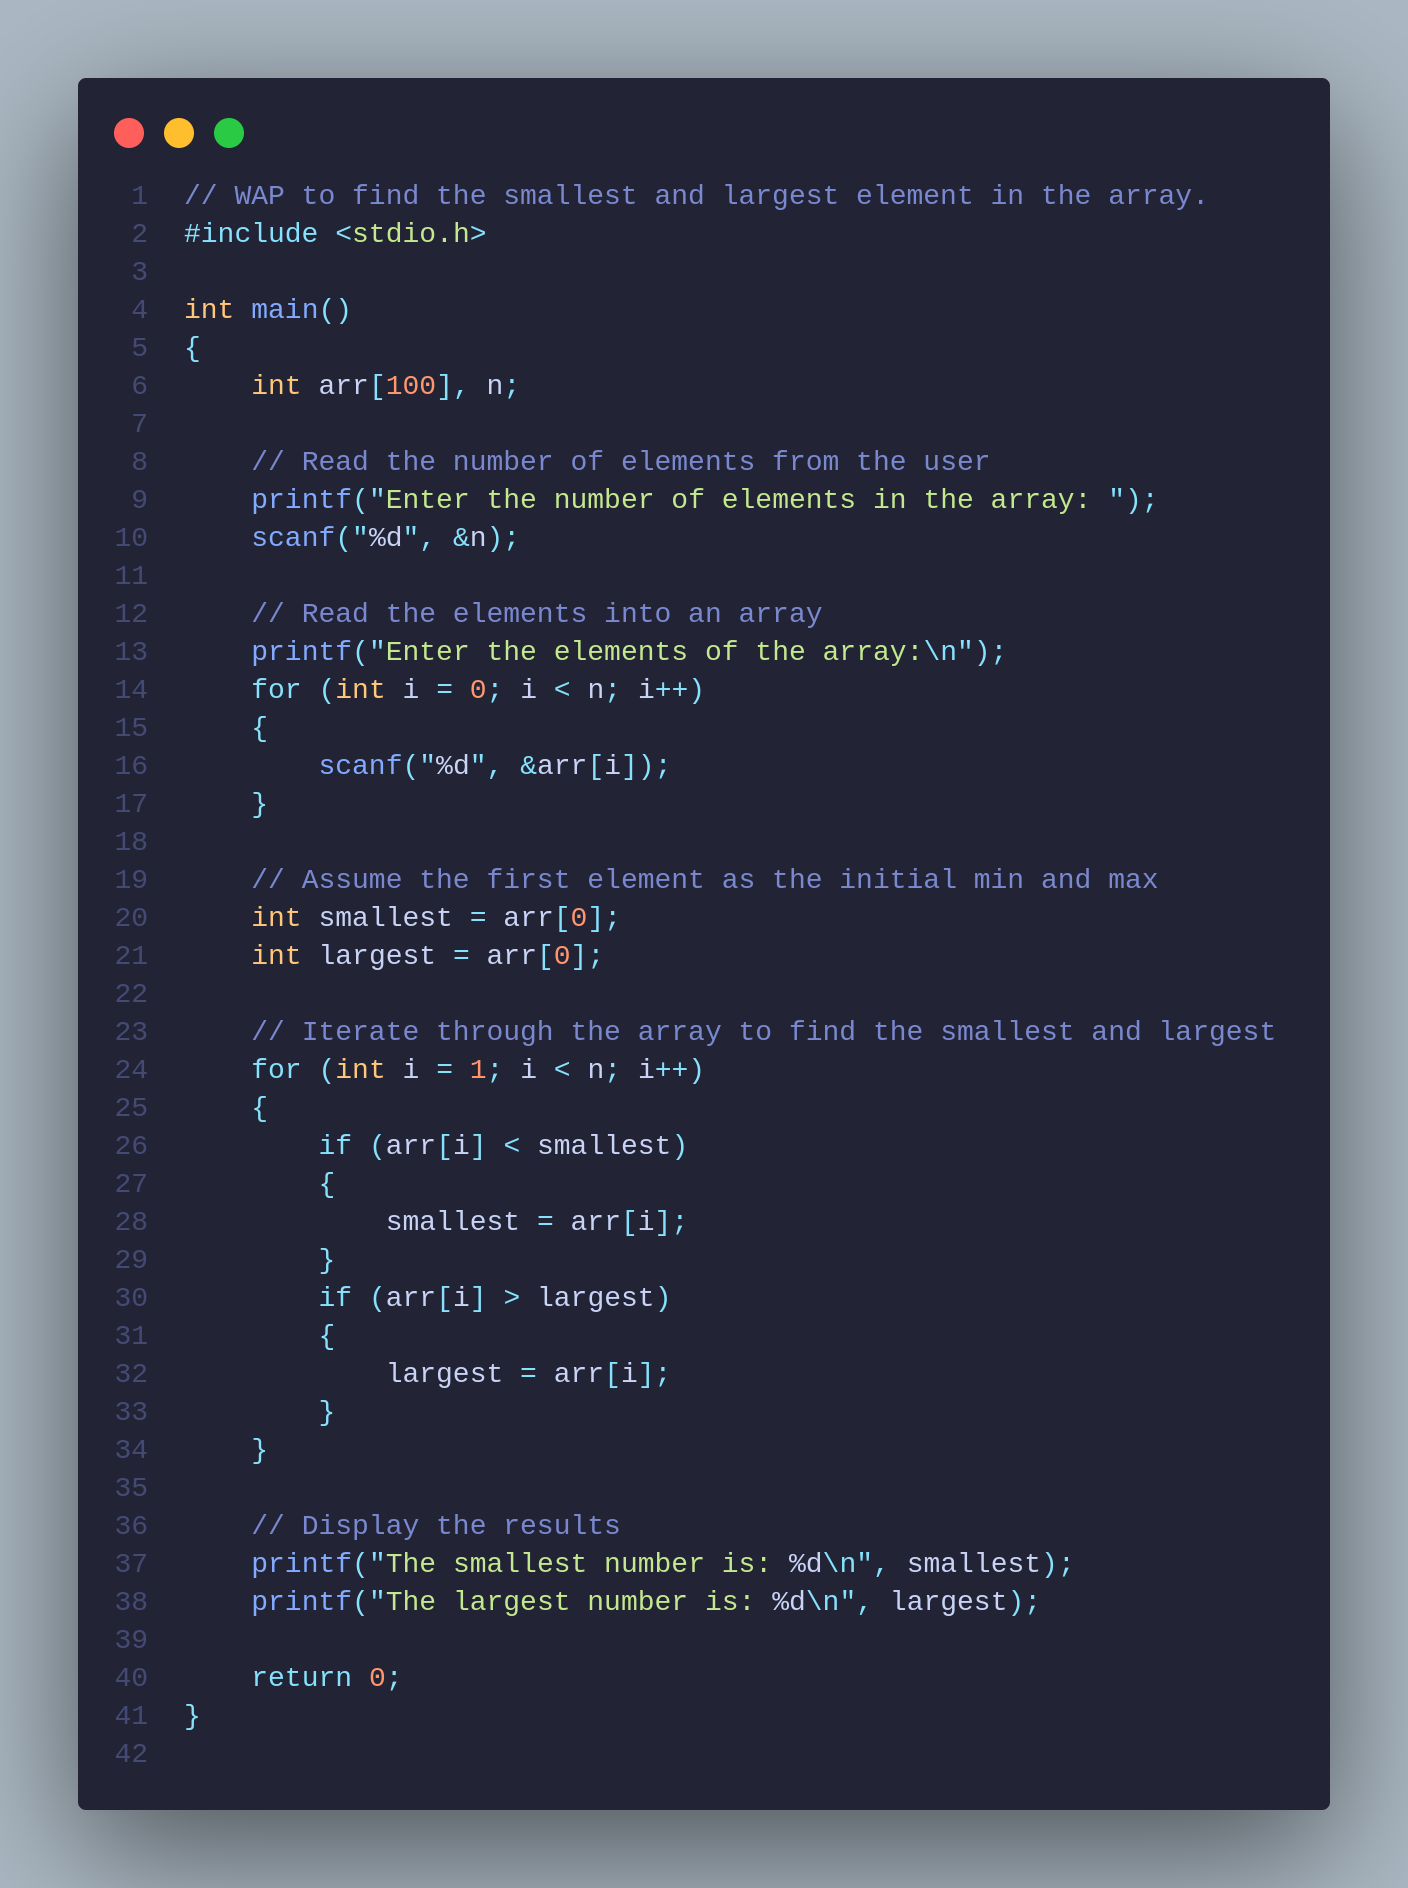 1 // WAP to find the smallest and largest element in the array.
2 #include <stdio.h>
3
4 int main()
5 {
6     int arr[100], n;
7
8     // Read the number of elements from the user
9     printf("Enter the number of elements in the array: ");
10     scanf("%d", &n);
11
12     // Read the elements into an array
13     printf("Enter the elements of the array:\n");
14     for (int i = 0; i < n; i++)
15     {
16         scanf("%d", &arr[i]);
17     }
18
19     // Assume the first element as the initial min and max
20     int smallest = arr[0];
21     int largest = arr[0];
22
23     // Iterate through the array to find the smallest and largest
24     for (int i = 1; i < n; i++)
25     {
26         if (arr[i] < smallest)
27         {
28             smallest = arr[i];
29         }
30         if (arr[i] > largest)
31         {
32             largest = arr[i];
33         }
34     }
35
36     // Display the results
37     printf("The smallest number is: %d\n", smallest);
38     printf("The largest number is: %d\n", largest);
39
40     return 0;
41 }
42